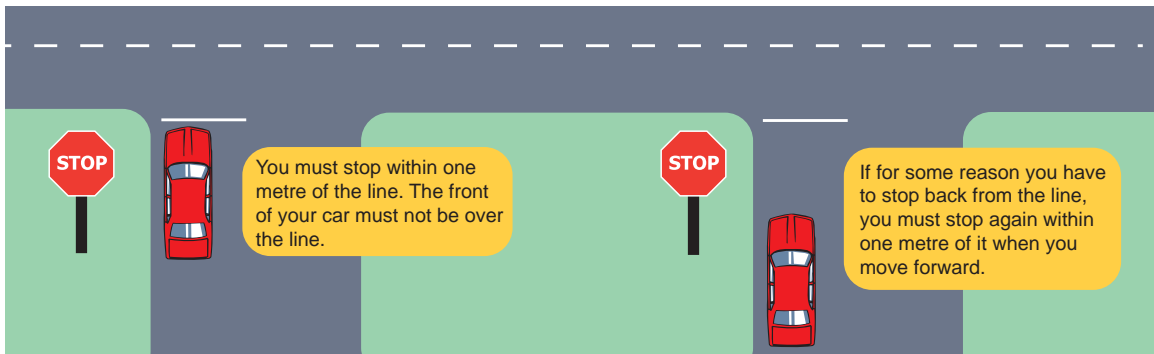 STOP
You must stop within one
metre of the line. The front
of your car must not be over
the line.
STOP
If for some reason you have
to stop back from the line,
you must stop again within
one metre of it when you
move forward.